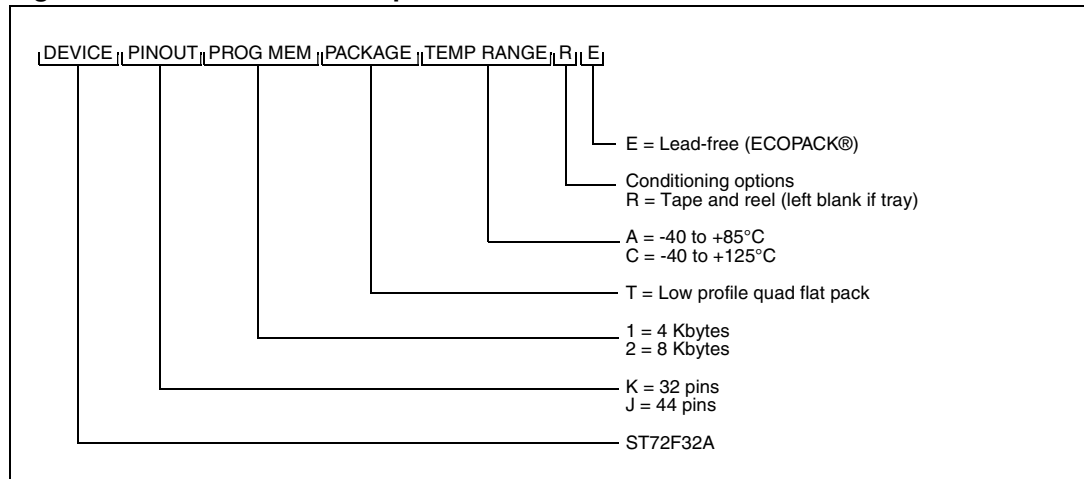 DEVICE PINOUT PROG MEM PACKAGE TEMP RANGE R E
E = Lead-free (ECOPACK®)
Conditioning options
R = Tape and reel (left blank if tray)
A = -40 to +85°C
C = -40 to +125°C
T = Low profile quad flat pack
1 = 4 Kbytes
2 = 8 Kbytes
K = 32 pins
J = 44 pins
ST72F32A